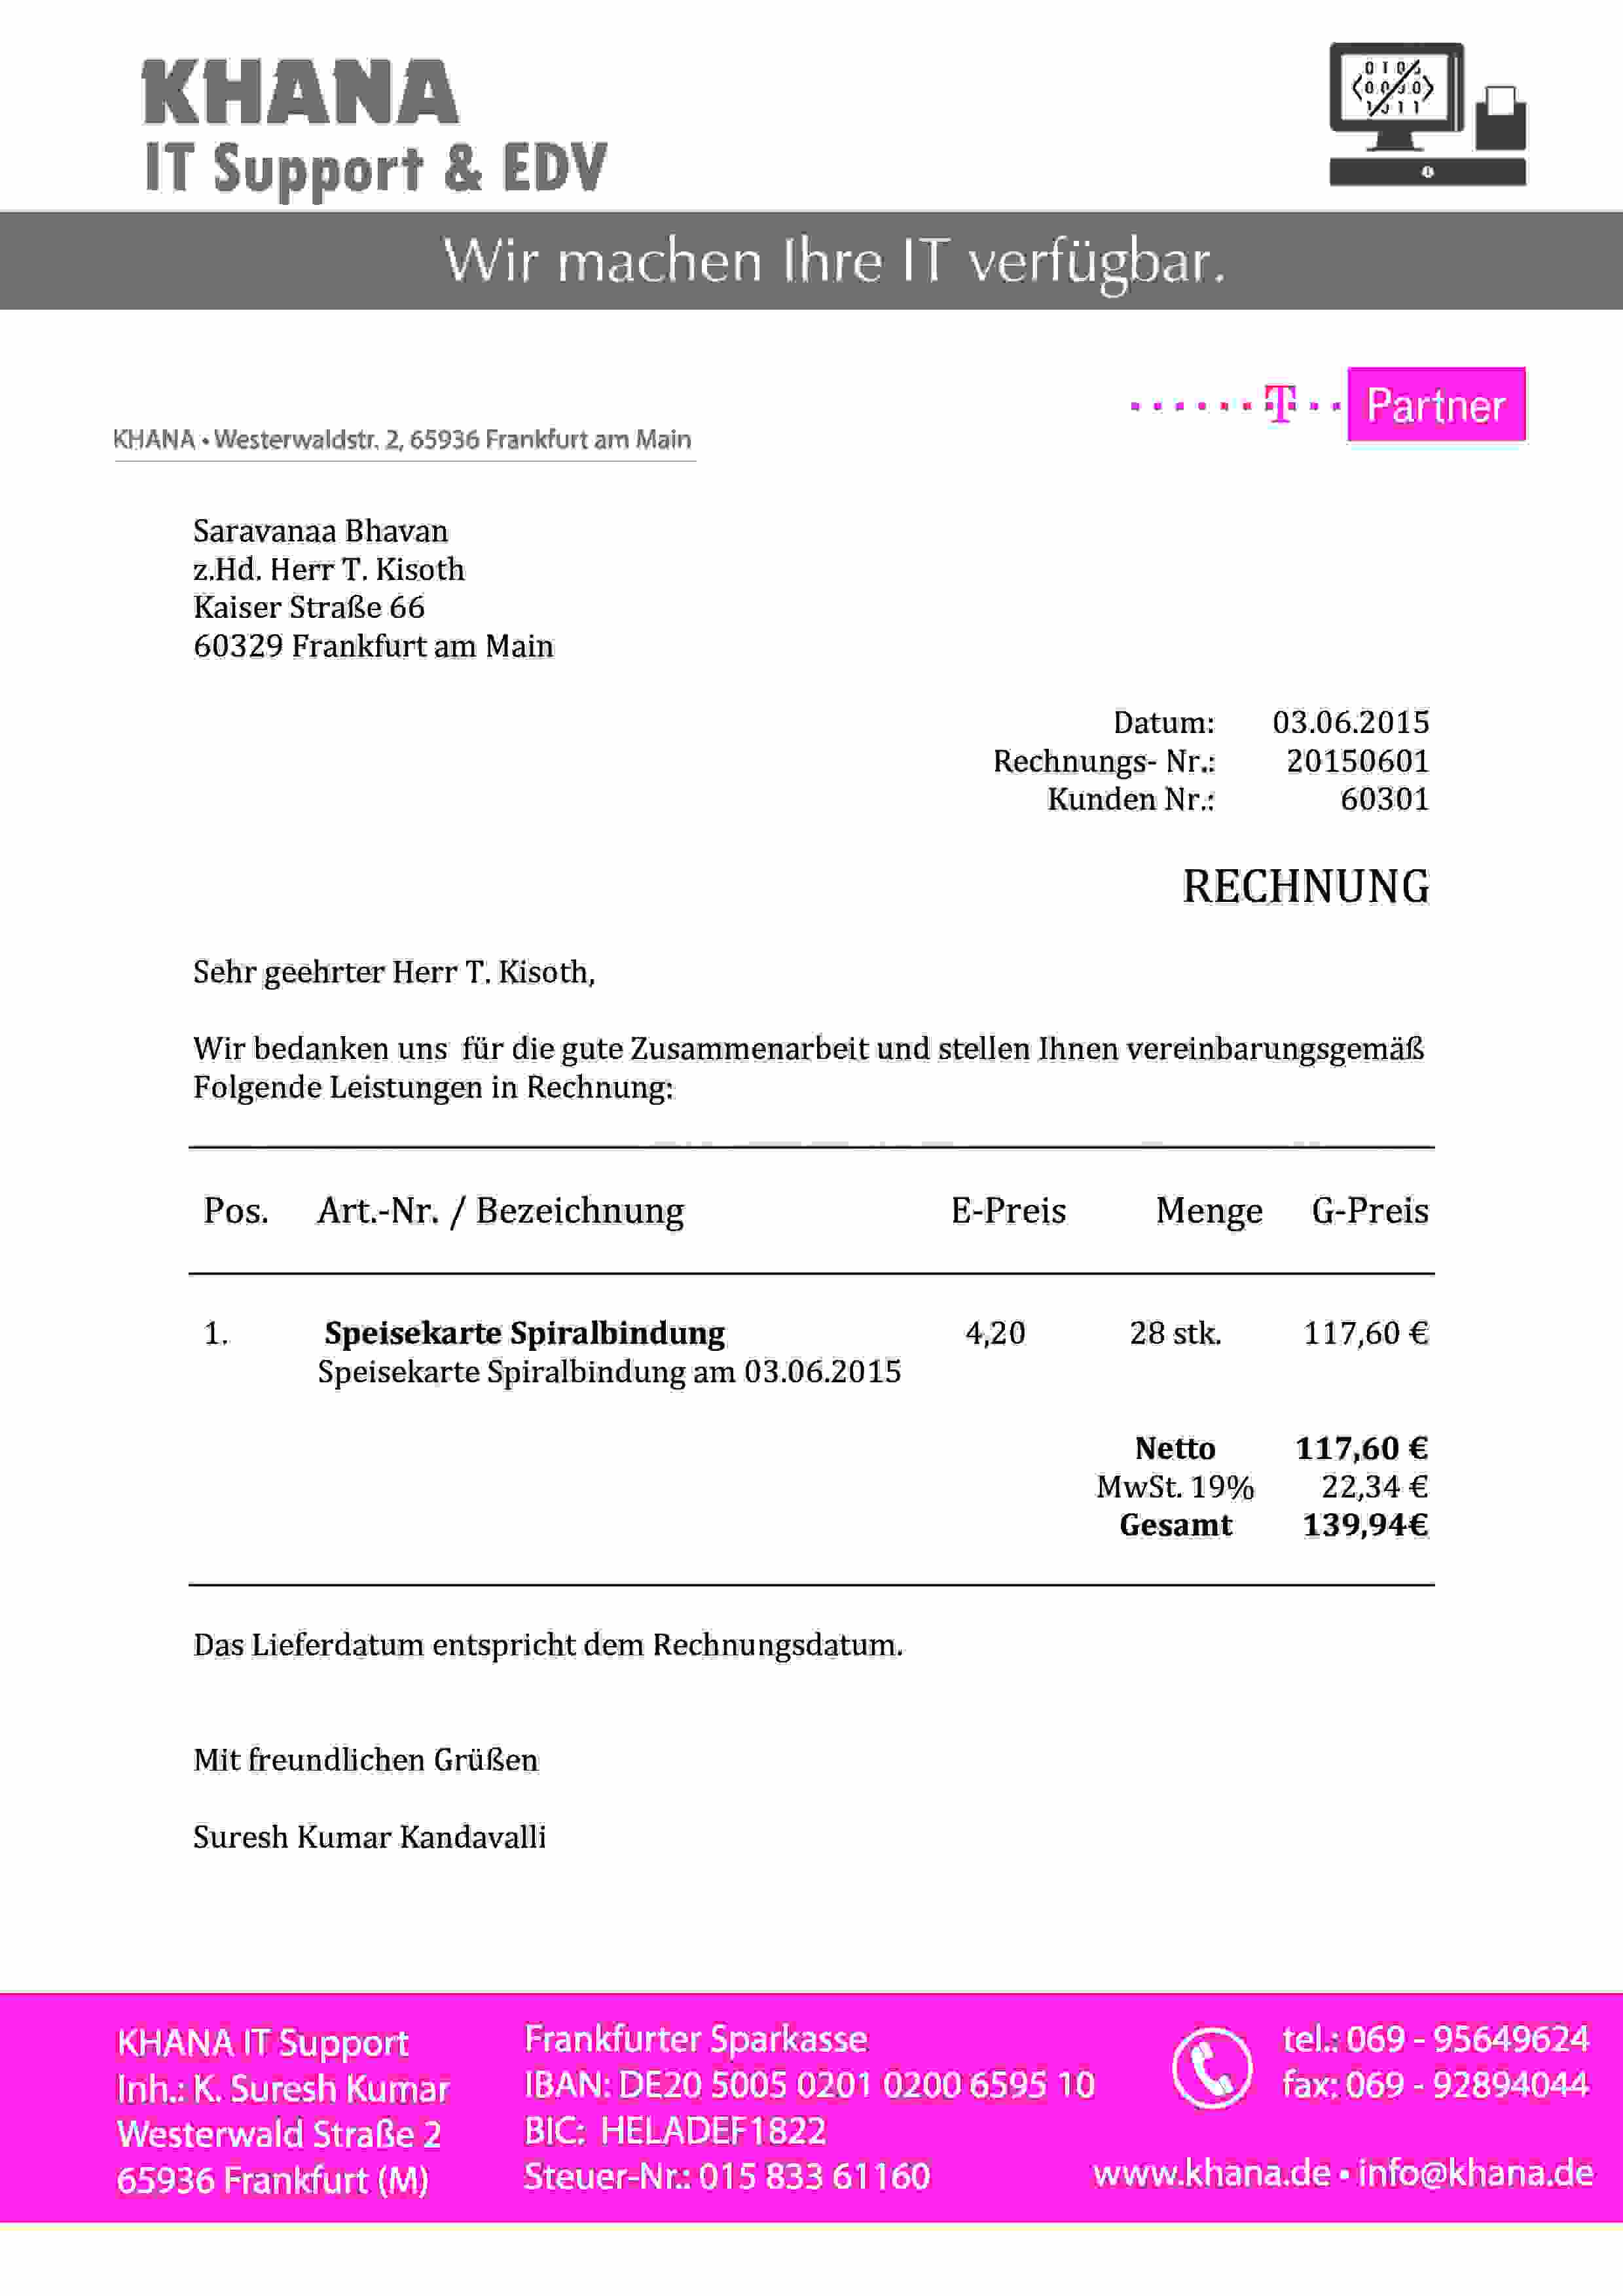 KHANA
IT Support & EDV
Wir machen Ihre IT verfügbar.
T Partner
KHANA • Westerwaldstr. 2, 65936 Frankfurt am Main
Saravanaa Bhavan
z.Hd. Herr T. Kisoth
Kaiser Straße 66
60329 Frankfurt am Main
Datum: 03.06.2015
Rechnungs- Nr.: 20150601
Kunden Nr.: 60301
RECHNUNG
Sehr geehrter Herr T. Kisoth,
Wir bedanken uns für die gute Zusammenarbeit und stellen Ihnen vereinbarungsgemäß
Folgende Leistungen in Rechnung:
Pos. Art.-Nr. / Bezeichnung E-Preis Menge G-Preis
1. Speisekarte Spiralbindung 4,20 28 stk. 117,60 €
Speisekarte Spiralbindung am 03.06.2015
Netto 117,60 €
MwSt. 19% 22,34 €
Gesamt 139,94€
Das Lieferdatum entspricht dem Rechnungsdatum.
Mit freundlichen Grüßen
Suresh Kumar Kandavalli
KHANA IT Support
Inh.: K. Suresh Kumar
Westerwald Straße 2
65936 Frankfurt (M)
Frankfurter Sparkasse
IBAN: DE20 5005 0201 0200 6595 10
BIC: HELADEF1822
Steuer-Nr.: 015 833 61160
tel.: 069 - 95649624
fax: 069 - 92894044
www.khana.de • info@khana.de